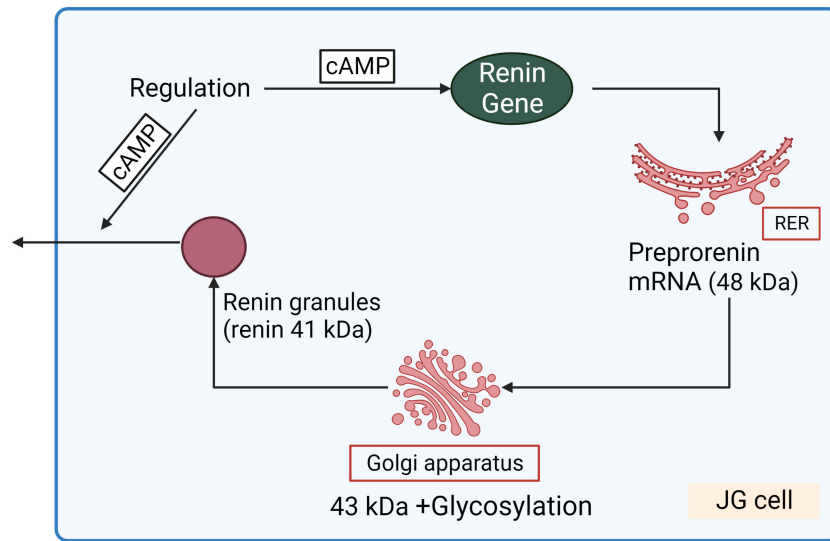 cAMP
Regulation
Renin
Gene
cAMP
RER
Preprorenin
mRNA (48 kDa)
Renin granules
(renin 41 kDa)
Golgi apparatus
43 kDa +Glycosylation
JG cell